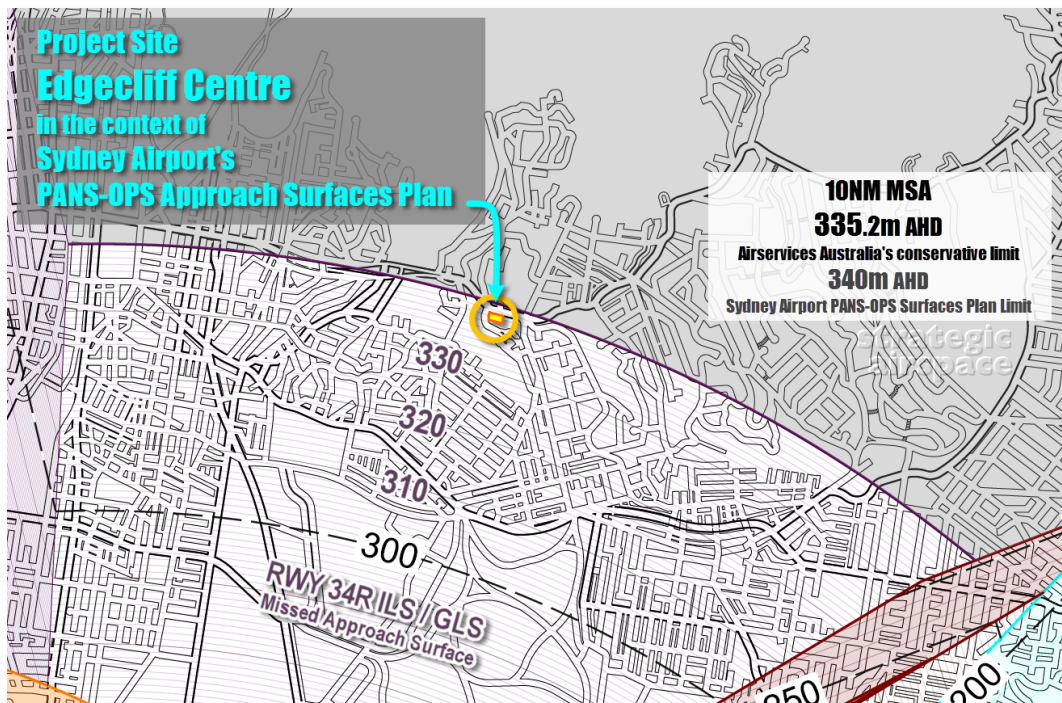 Project Site
Edgecliff Centre
in the context of
Sydney Airport's
PANS-OPS Approach Surfaces Plan
10NM MSA
335.2m AHD
Airservices Australia's conservative limit
340m AHD
Sydney Airport PANS-OPS Surfaces Plan Limit
strategic
airspace
330
320
310
300
RWY 34R ILS / GLS
Missed Approach Surface
250
200